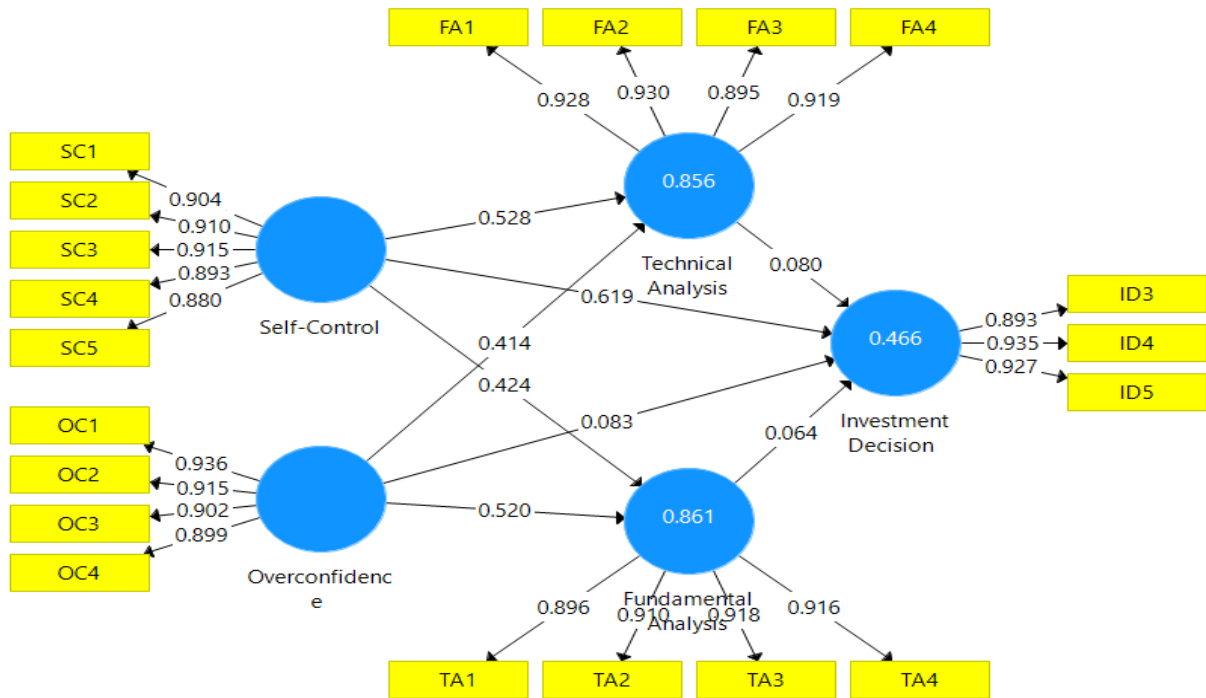 FA1 FA2 FA3 FA4
0.928 0.930 0.895 0.919
SC1
SC2
SC3
SC4
SC5
0.904
0.910
0.915
0.893
0.880
Self-Control
0.856
Technical
Analysis
0.528
0.080
0.619
0.414
0.424
0.083
0.064
0.520
0.466
Investment
Decision
0.893
0.935
0.927
ID3
ID4
ID5
OC1
OC2
OC3
OC4
0.936
0.915
0.902
0.899
Overconfidenc
e
0.861
Fundamental
Analysis
0.896 0.910 0.918 0.916
TA1 TA2 TA3 TA4